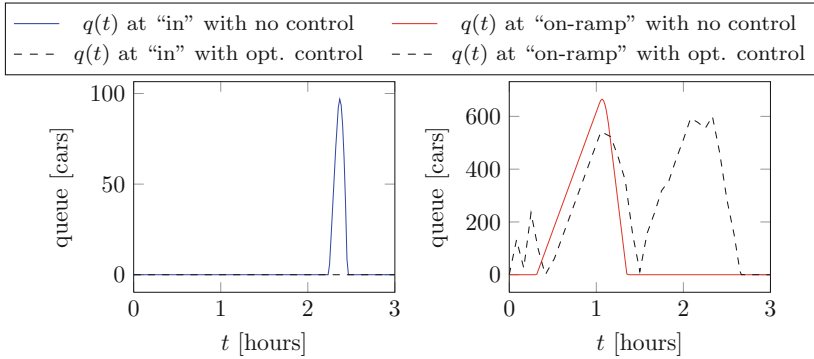 q(t) at “in” with no control
q(t) at “on-ramp” with no control
q(t) at “in” with opt. control
q(t) at “on-ramp” with opt. control
queue [cars]
100
50
0
0
1
2
3
t [hours]
queue [cars]
600
400
200
0
0
1
2
3
t [hours]